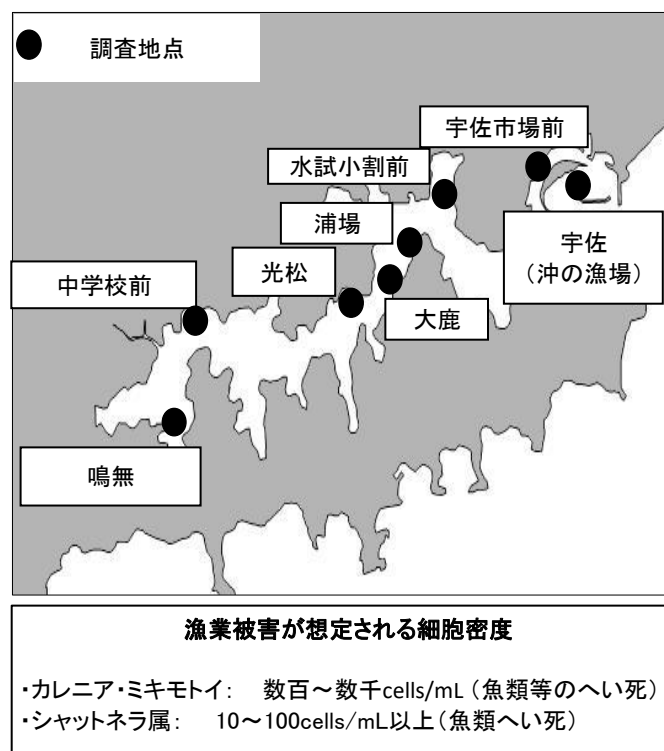 調査地点
宇佐市場前
水試小割前
浦場
宇佐
(沖の漁場)
光松
中学校前
大鹿
鳴無
漁業被害が想定される細胞密度
・カレニア・ミキモトイ： 数百～数千cells/mL（魚類等のへい死）
・シャットネラ属： 10～100cells/mL以上（魚類へい死）